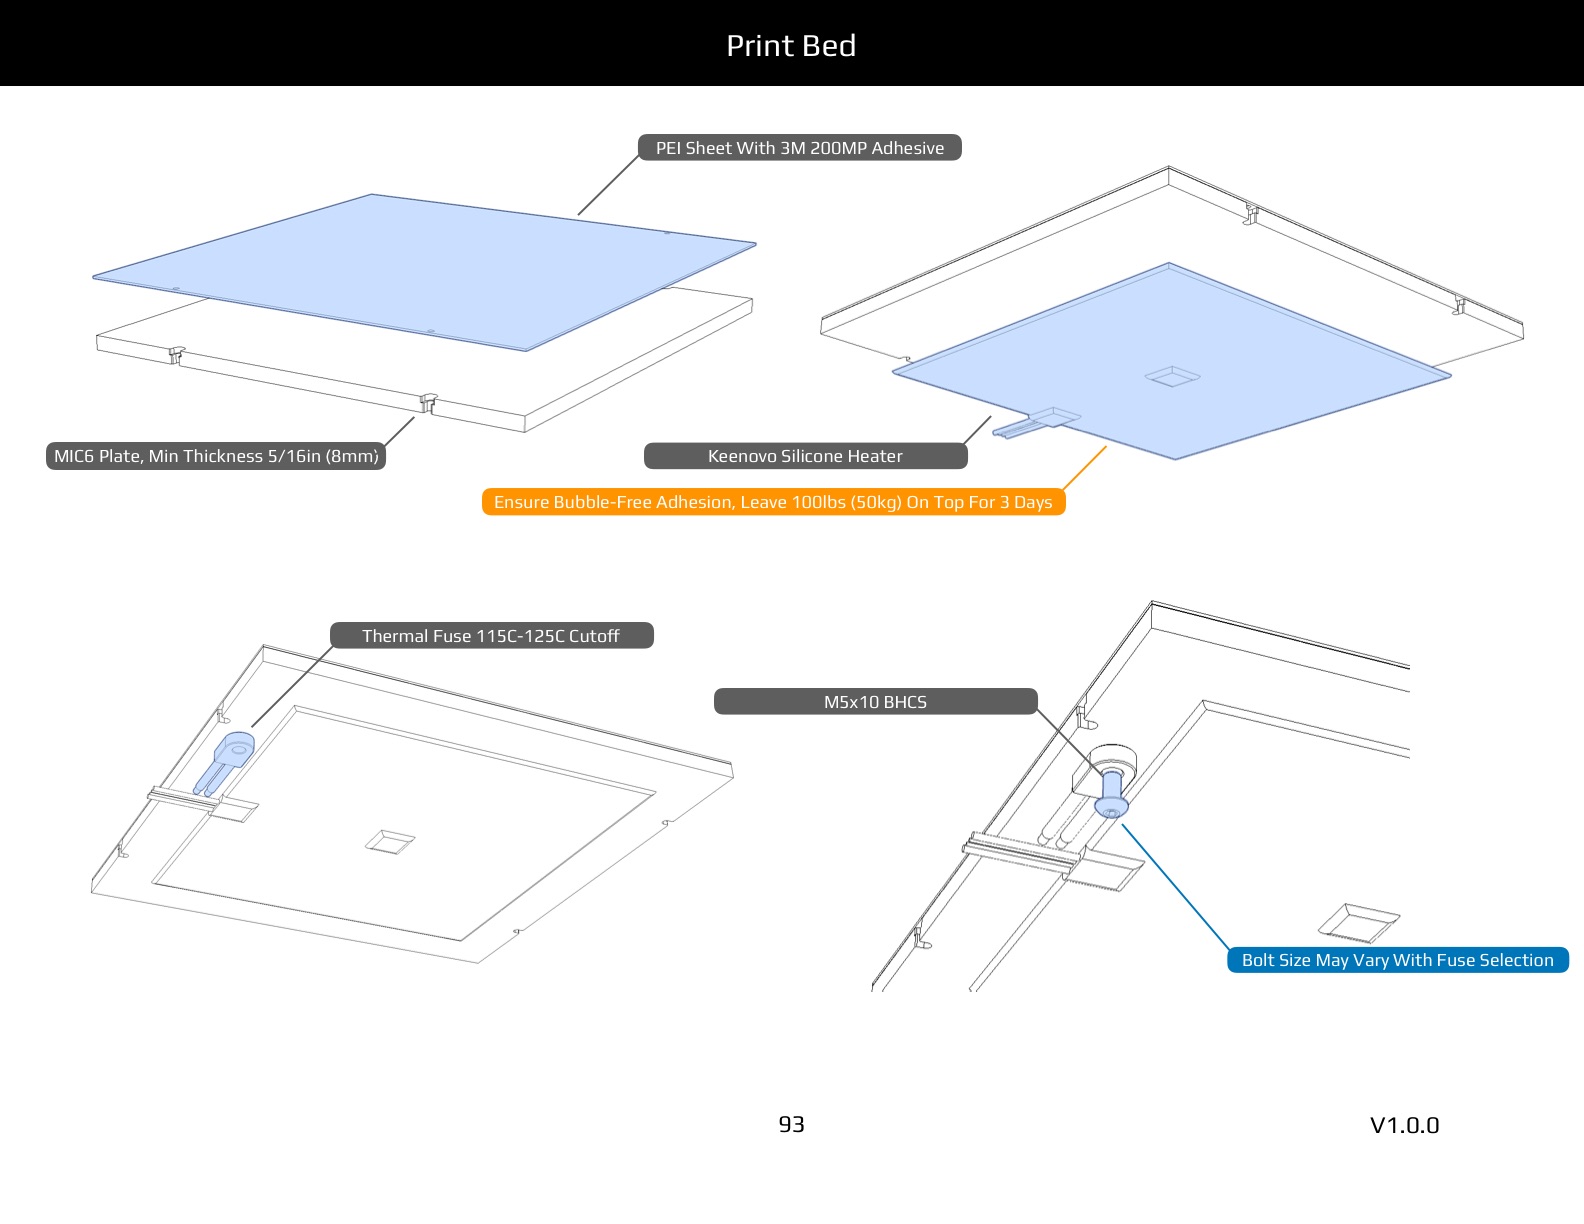 Print Bed
PEI Sheet With 3M 200MP Adhesive
MIC6 Plate, Min Thickness 5/16in (8mm)
Keenovo Silicone Heater
Ensure Bubble-Free Adhesion, Leave 100lbs (50kg) On Top For 3 Days
Thermal Fuse 115C-125C Cutoff
M5x10 BHCS
Bolt Size May Vary With Fuse Selection
93
V1.0.0